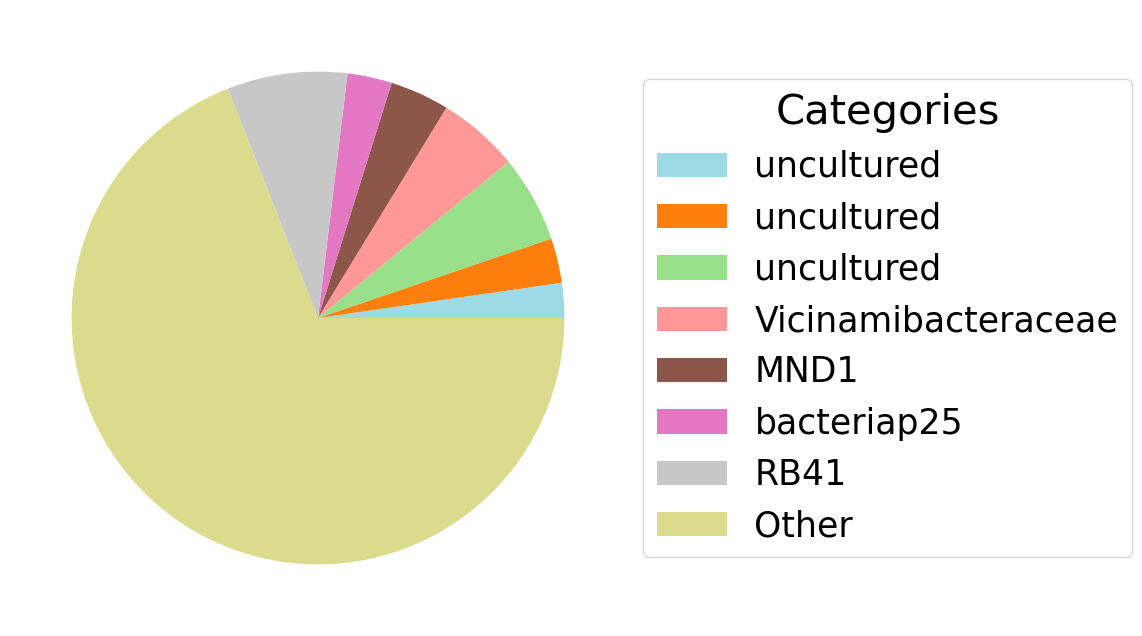 Categories
uncultured
uncultured
uncultured
Vicinamibacteraceae
MND1
bacteriap25
RB41
Other